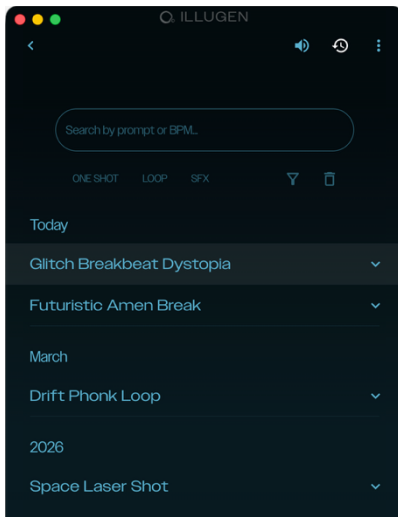 ILLUGEN
Search by prompt or BPM...
ONE SHOT LOOP SFX
Today
Glitch Breakbeat Dystopia
Futuristic Amen Break
March
Drift Phonk Loop
2026
Space Laser Shot